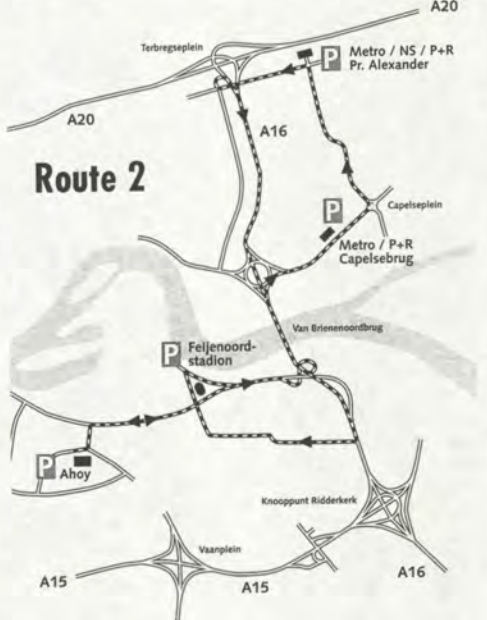 A20
Terbregseplein
P Metro / NS / P+R
Pr. Alexander
A20
A16
Route 2
P
Capelseplein
Metro / P+R
Capelsebrug
Van Brienenoordbrug
P Feijenoord-
stadion
P Ahoy
Knooppunt Ridderkerk
Vaanplein
A15
A15
A16